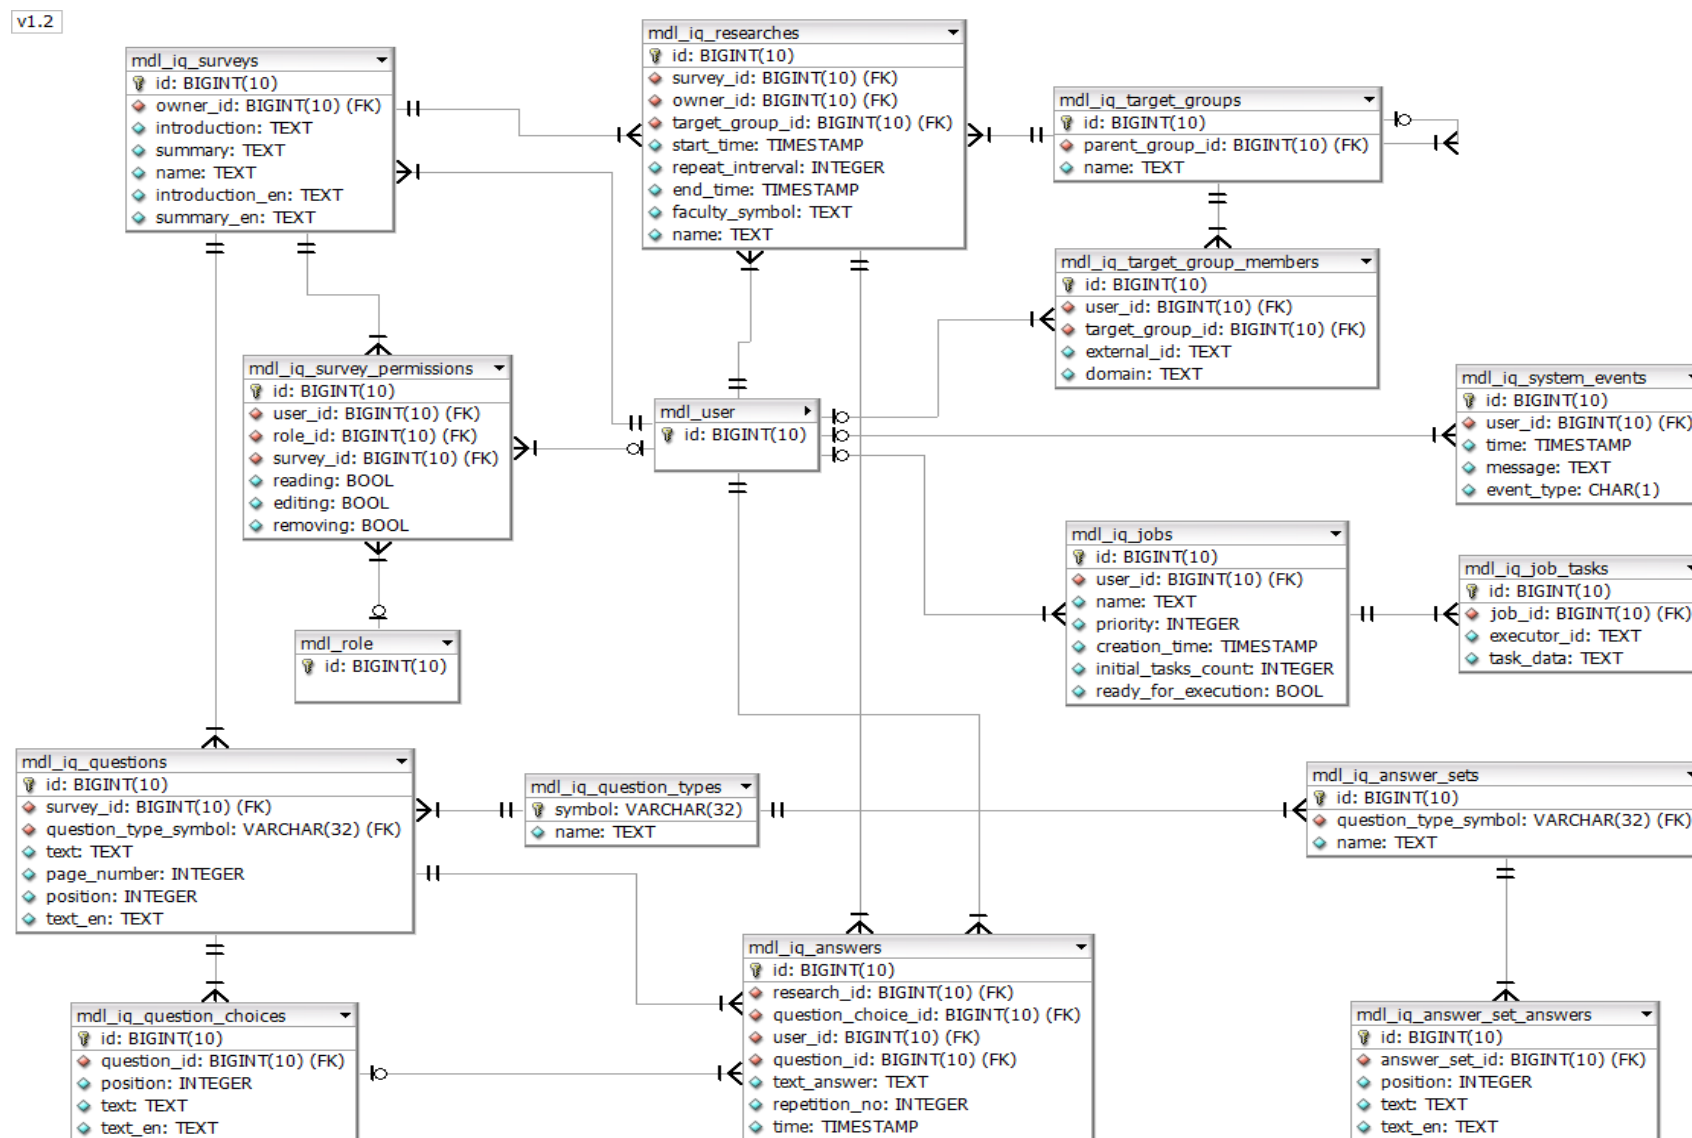 v1.2
mdl_iq_surveys
id: BIGINT(10)
owner_id: BIGINT(10) (FK)
introduction: TEXT
summary: TEXT
name: TEXT
introduction_en: TEXT
summary_en: TEXT
mdl_iq_researches
id: BIGINT(10)
survey_id: BIGINT(10) (FK)
owner_id: BIGINT(10) (FK)
target_group_id: BIGINT(10) (FK)
start_time: TIMESTAMP
repeat_intrerval: INTEGER
end_time: TIMESTAMP
faculty_symbol: TEXT
name: TEXT
mdl_iq_target_groups
id: BIGINT(10)
parent_group_id: BIGINT(10) (FK)
name: TEXT
mdl_iq_target_group_members
id: BIGINT(10)
user_id: BIGINT(10) (FK)
target_group_id: BIGINT(10) (FK)
external_id: TEXT
domain: TEXT
mdl_iq_survey_permissions
id: BIGINT(10)
user_id: BIGINT(10) (FK)
role_id: BIGINT(10) (FK)
survey_id: BIGINT(10) (FK)
reading: BOOL
editing: BOOL
removing: BOOL
mdl_user
id: BIGINT(10)
mdl_iq_system_events
id: BIGINT(10)
user_id: BIGINT(10) (FK)
time: TIMESTAMP
message: TEXT
event_type: CHAR(1)
mdl_iq_jobs
id: BIGINT(10)
user_id: BIGINT(10) (FK)
name: TEXT
priority: INTEGER
creation_time: TIMESTAMP
initial_tasks_count: INTEGER
ready_for_execution: BOOL
mdl_iq_job_tasks
id: BIGINT(10)
job_id: BIGINT(10) (FK)
executor_id: TEXT
task_data: TEXT
mdl_role
id: BIGINT(10)
mdl_iq_questions
id: BIGINT(10)
survey_id: BIGINT(10) (FK)
question_type_symbol: VARCHAR(32) (FK)
text: TEXT
page_number: INTEGER
position: INTEGER
text_en: TEXT
mdl_iq_question_types
symbol: VARCHAR(32)
name: TEXT
mdl_iq_answer_sets
id: BIGINT(10)
question_type_symbol: VARCHAR(32) (FK)
name: TEXT
mdl_iq_question_choices
id: BIGINT(10)
question_id: BIGINT(10) (FK)
position: INTEGER
text: TEXT
text_en: TEXT
mdl_iq_answers
id: BIGINT(10)
research_id: BIGINT(10) (FK)
question_choice_id: BIGINT(10) (FK)
user_id: BIGINT(10) (FK)
question_id: BIGINT(10) (FK)
text_answer: TEXT
repetition_no: INTEGER
time: TIMESTAMP
mdl_iq_answer_set_answers
id: BIGINT(10)
answer_set_id: BIGINT(10) (FK)
position: INTEGER
text: TEXT
text_en: TEXT